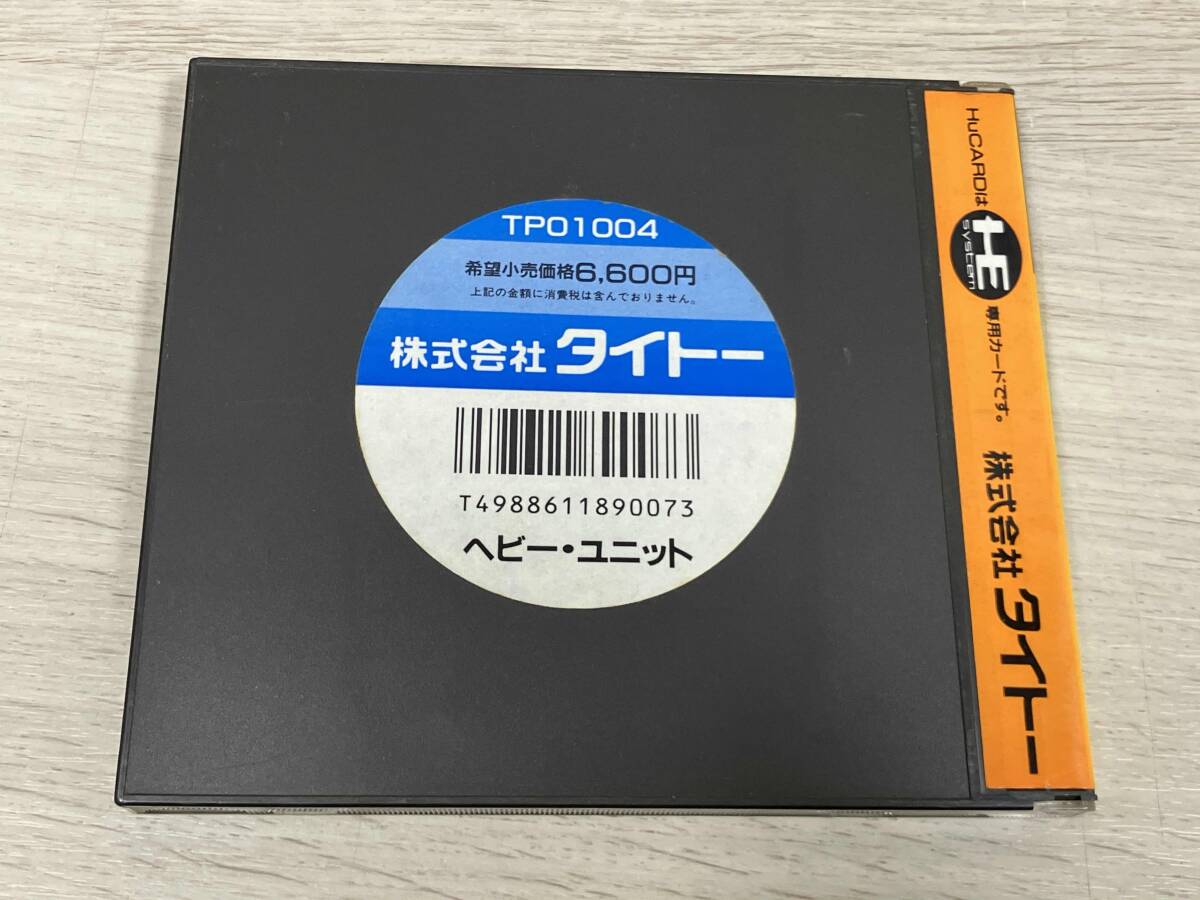 TP01004
希望小売価格6,600円
上記の金額に消費税は含んでおりません。
株式会社 タイトー
T4988611890073
ヘビー・ユニット
HuCARDは HE system 専用カードです。 株式会社 タイトー